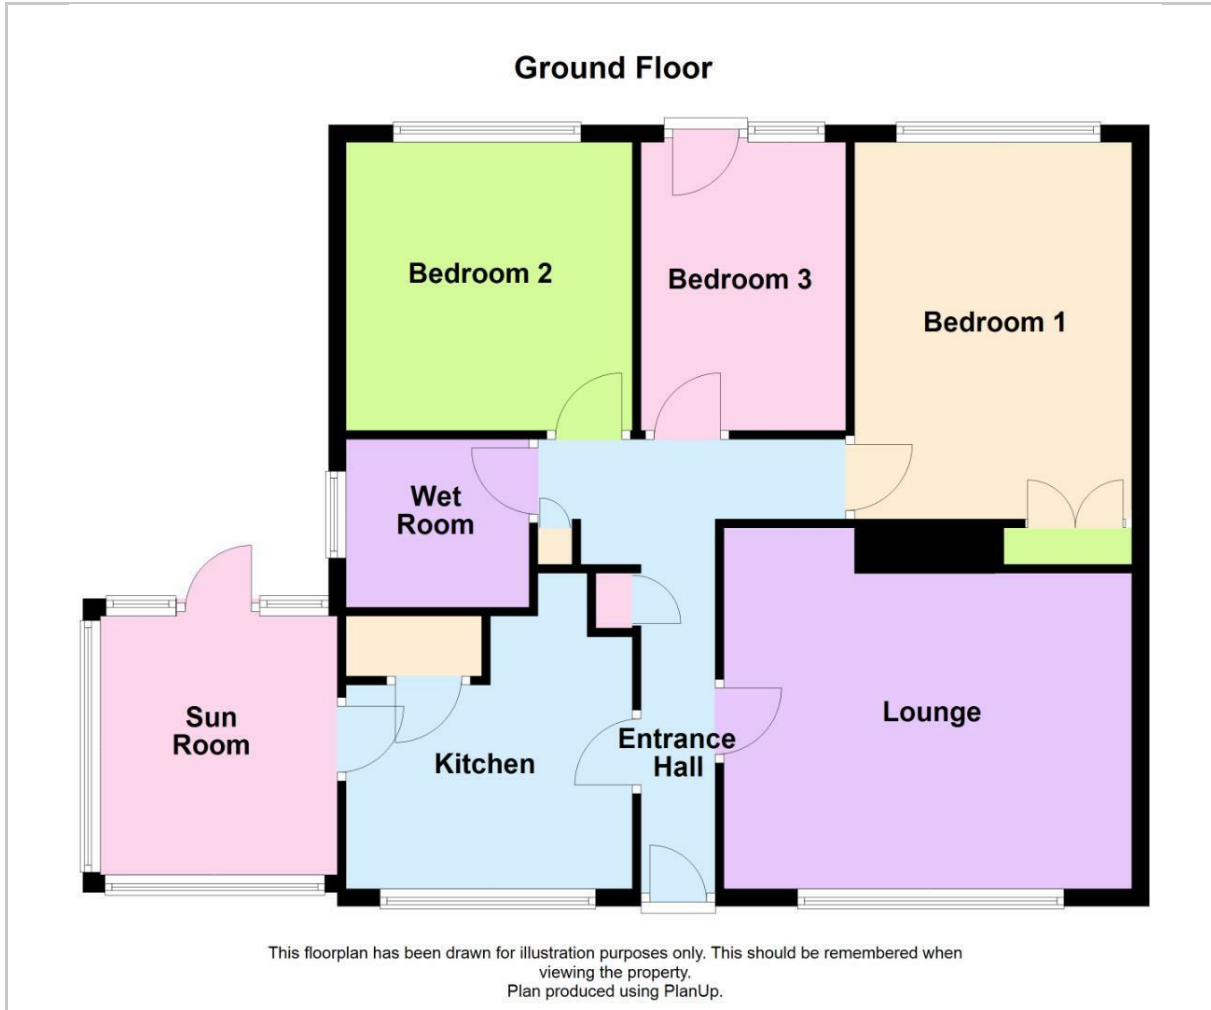 Ground Floor
Bedroom 2
Bedroom 3
Bedroom 1
Wet
Room
Sun
Room
Kitchen
Entrance
Hall
Lounge
This floorplan has been drawn for illustration purposes only. This should be remembered when
viewing the property.
Plan produced using PlanUp.